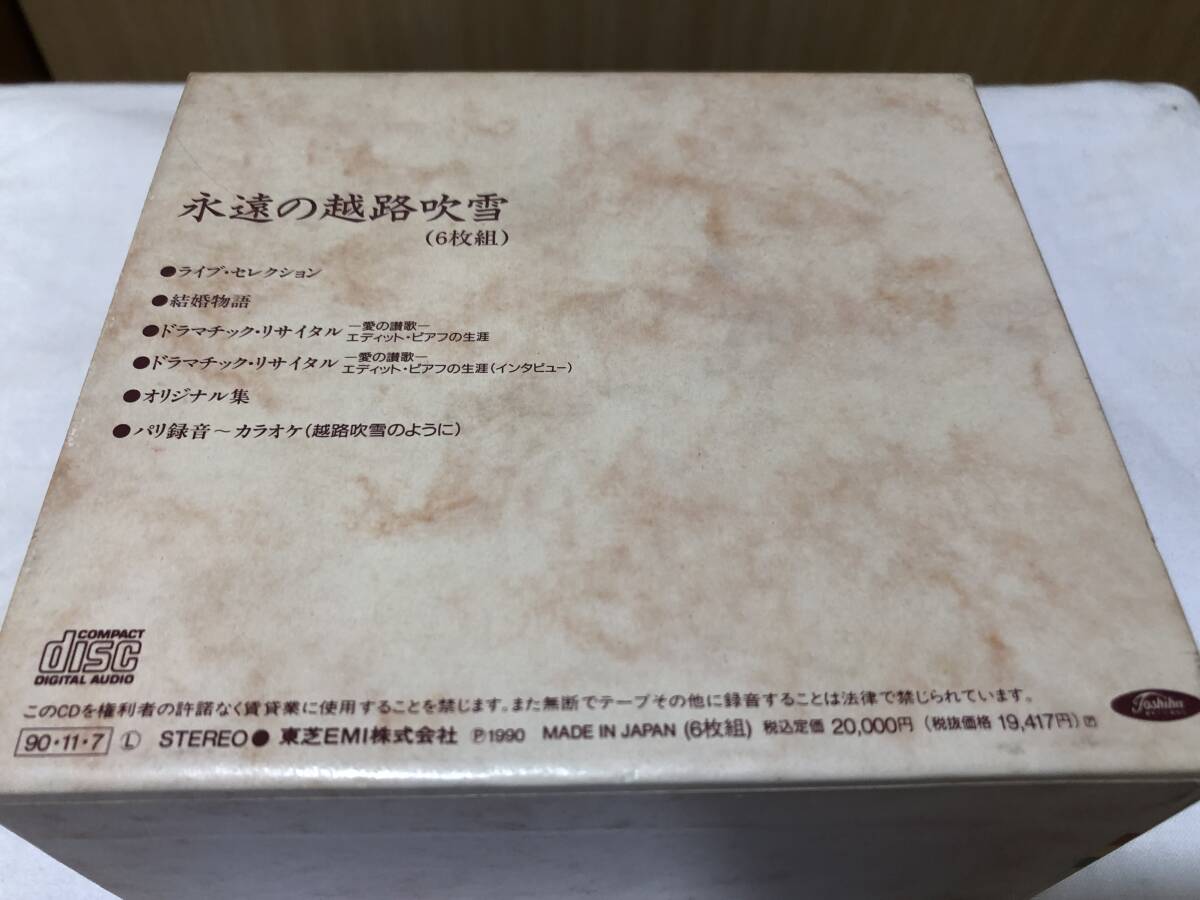 永遠の越路吹雪
(6枚組)
●ライブ・セレクション
●結婚物語
●ドラマチック・リサイタル ―愛の讃歌― エディット・ピアフの生涯
●ドラマチック・リサイタル ―愛の讃歌― エディット・ピアフの生涯(インタビュー)
●オリジナル集
●パリ録音～カラオケ(越路吹雪のように)
COMPACT
disc
DIGITAL AUDIO
このCDを権利者の許諾なく賃貸業に使用することを禁じます。また無断でテープその他に録音することは法律で禁じられています。
Toshiba
90・11・7 Ⓛ STEREO● 東芝EMI株式会社 Ⓟ1990 MADE IN JAPAN (6枚組) 税込定価 20,000円 (税抜価格 19,417円)